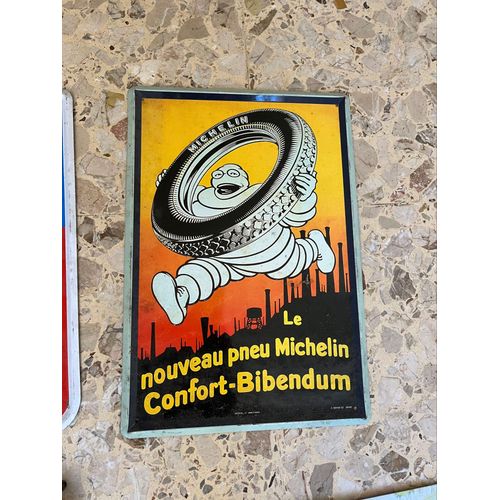 MICHELIN
Le
nouveau pneu Michelin
Confort-Bibendum